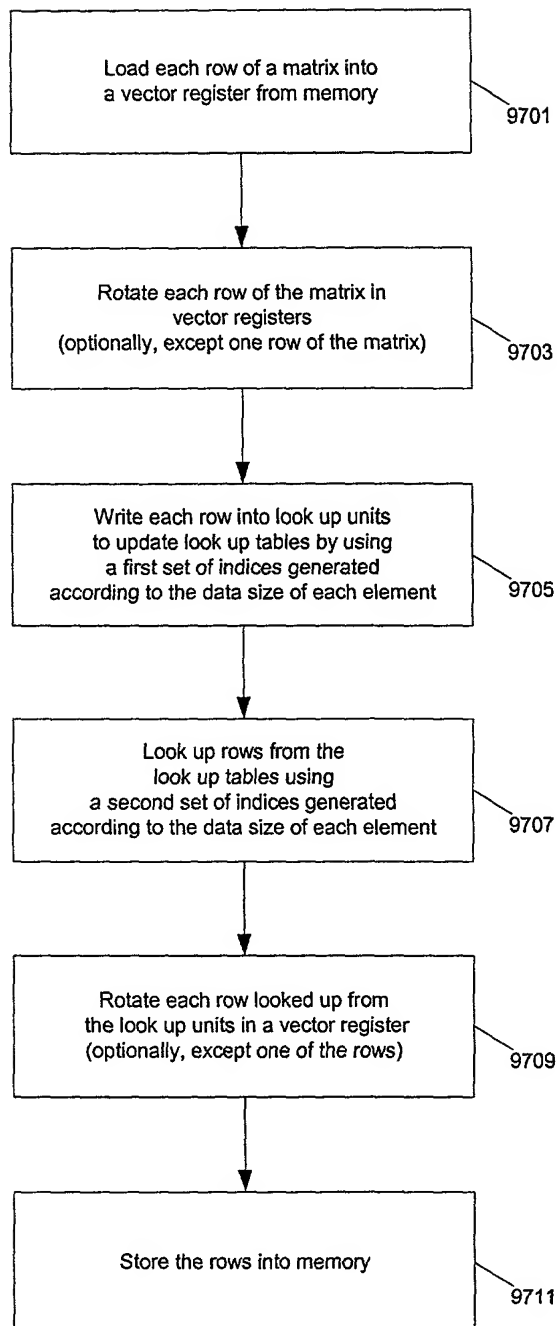 Load each row of a matrix into
a vector register from memory
9701
Rotate each row of the matrix in
vector registers
(optionally, except one row of the matrix)
9703
Write each row into look up units
to update look up tables by using
a first set of indices generated
according to the data size of each element
9705
Look up rows from the
look up tables using
a second set of indices generated
according to the data size of each element
9707
Rotate each row looked up from
the look up units in a vector register
(optionally, except one of the rows)
9709
Store the rows into memory
9711